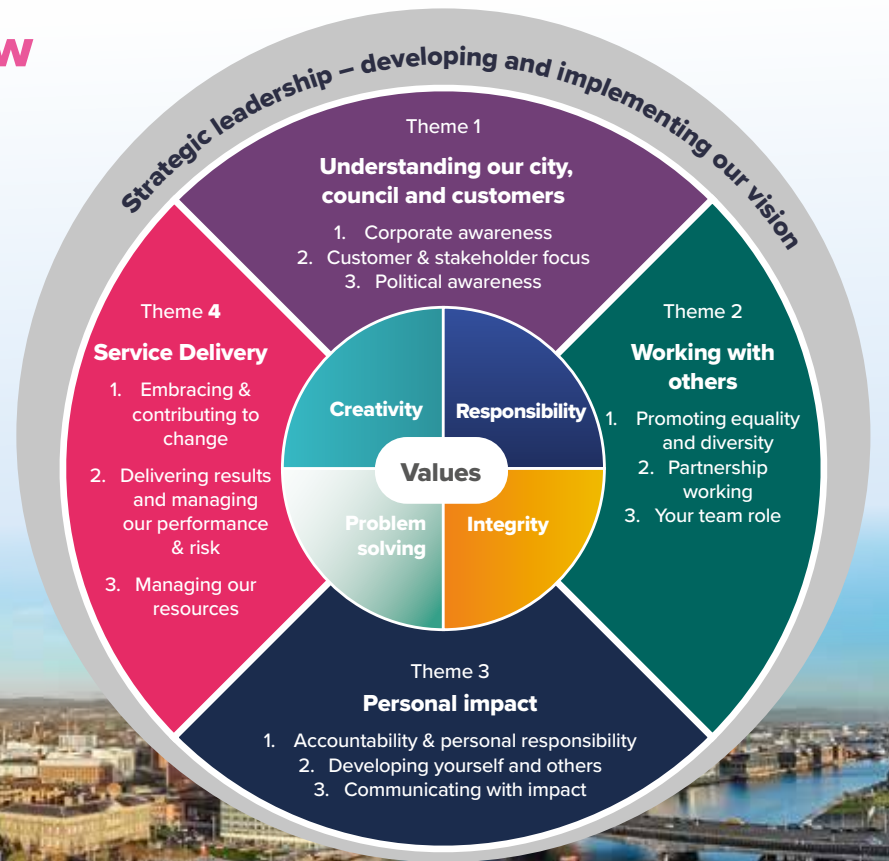 w
Strategic leadership – developing and implementing our vision
Theme 1
Understanding our city,
council and customers
1. Corporate awareness
2. Customer & stakeholder focus
3. Political awareness
Theme 2
Working with
others
1. Promoting equality
and diversity
2. Partnership
working
3. Your team role
Theme 3
Personal impact
1. Accountability & personal responsibility
2. Developing yourself and others
3. Communicating with impact
Theme 4
Service Delivery
1. Embracing &
contributing to
change
2. Delivering results
and managing
our performance
& risk
3. Managing our
resources
Creativity
Responsibility
Values
Problem
solving
Integrity